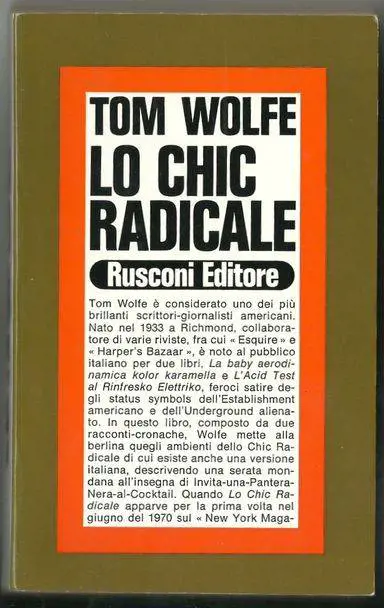 TOM WOLFE
LO CHIC
RADICALE
Rusconi Editore
Tom Wolfe è considerato uno dei più
brillanti scrittori-giornalisti americani.
Nato nel 1933 a Richmond, collabora-
tore di varie riviste, fra cui « Esquire » e
« Harper's Bazaar », è noto al pubblico
italiano per due libri, La baby aerodi-
namica kolor karamella e L'Acid Test
al Rinfresko Elettriko, feroci satire de-
gli status symbols dell'Establishment
americano e dell'Underground aliena-
to. In questo libro, composto da due
racconti-cronache, Wolfe mette alla
berlina quegli ambienti dello Chic Ra-
dicale di cui esiste anche una versione
italiana, descrivendo una serata mon-
dana all'insegna di Invita-una-Pantera-
Nera-al-Cocktail. Quando Lo Chic Ra-
dicale apparve per la prima volta nel
giugno del 1970 sul « New York Maga-